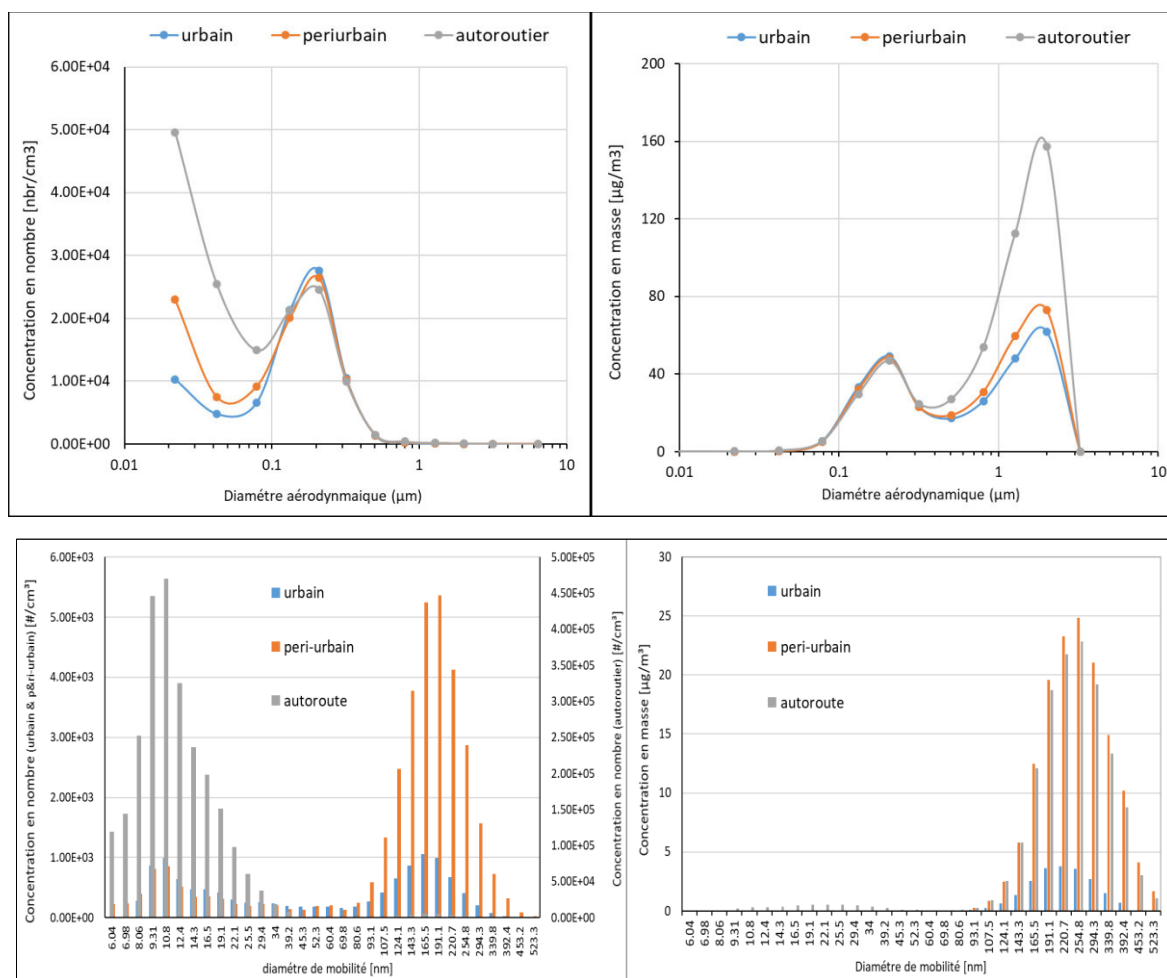 urbain periurbain autoroutier
6.00E+04
5.00E+04
4.00E+04
3.00E+04
2.00E+04
1.00E+04
0.00E+00
Concentration en nombre [nbr/cm3]
0.01 0.1 1 10
Diamétre aérodynmaique (µm)
urbain periurbain autoroutier
200
160
120
80
40
0
Concentration en masse [µg/m3]
0.01 0.1 1 10
Diamétre aérodynamique (µm)
6.00E+03
5.00E+03
4.00E+03
3.00E+03
2.00E+03
1.00E+03
0.00E+00
Concentration en nombre (urbain & p&ri-urbain) [#/cm³]
urbain
peri-urbain
autoroute
5.00E+05
4.50E+05
4.00E+05
3.50E+05
3.00E+05
2.50E+05
2.00E+05
1.50E+05
1.00E+05
5.00E+04
0.00E+00
Concentration en nombre (autoroutier) [#/cm³]
6.04 6.98 8.06 9.31 10.8 12.4 14.3 16.5 19.1 22.1 25.5 29.4 34 39.2 45.3 52.3 60.4 69.8 80.6 93.1 107.5 124.1 143.3 165.5 191.1 220.7 254.8 294.3 339.8 392.4 453.2 523.3
diamétre de mobilité [nm]
30
25
20
15
10
5
0
Concentration en masse [µg/m³]
urbain
peri-urbain
autoroute
6.04 6.98 8.06 9.31 10.8 12.4 14.3 16.5 19.1 22.1 25.5 29.4 34 39.2 45.3 52.3 60.4 69.8 80.6 93.1 107.5 124.1 143.3 165.5 191.1 220.7 254.8 294.3 339.8 392.4 453.2 523.3
Diamétre de mobilité [nm]